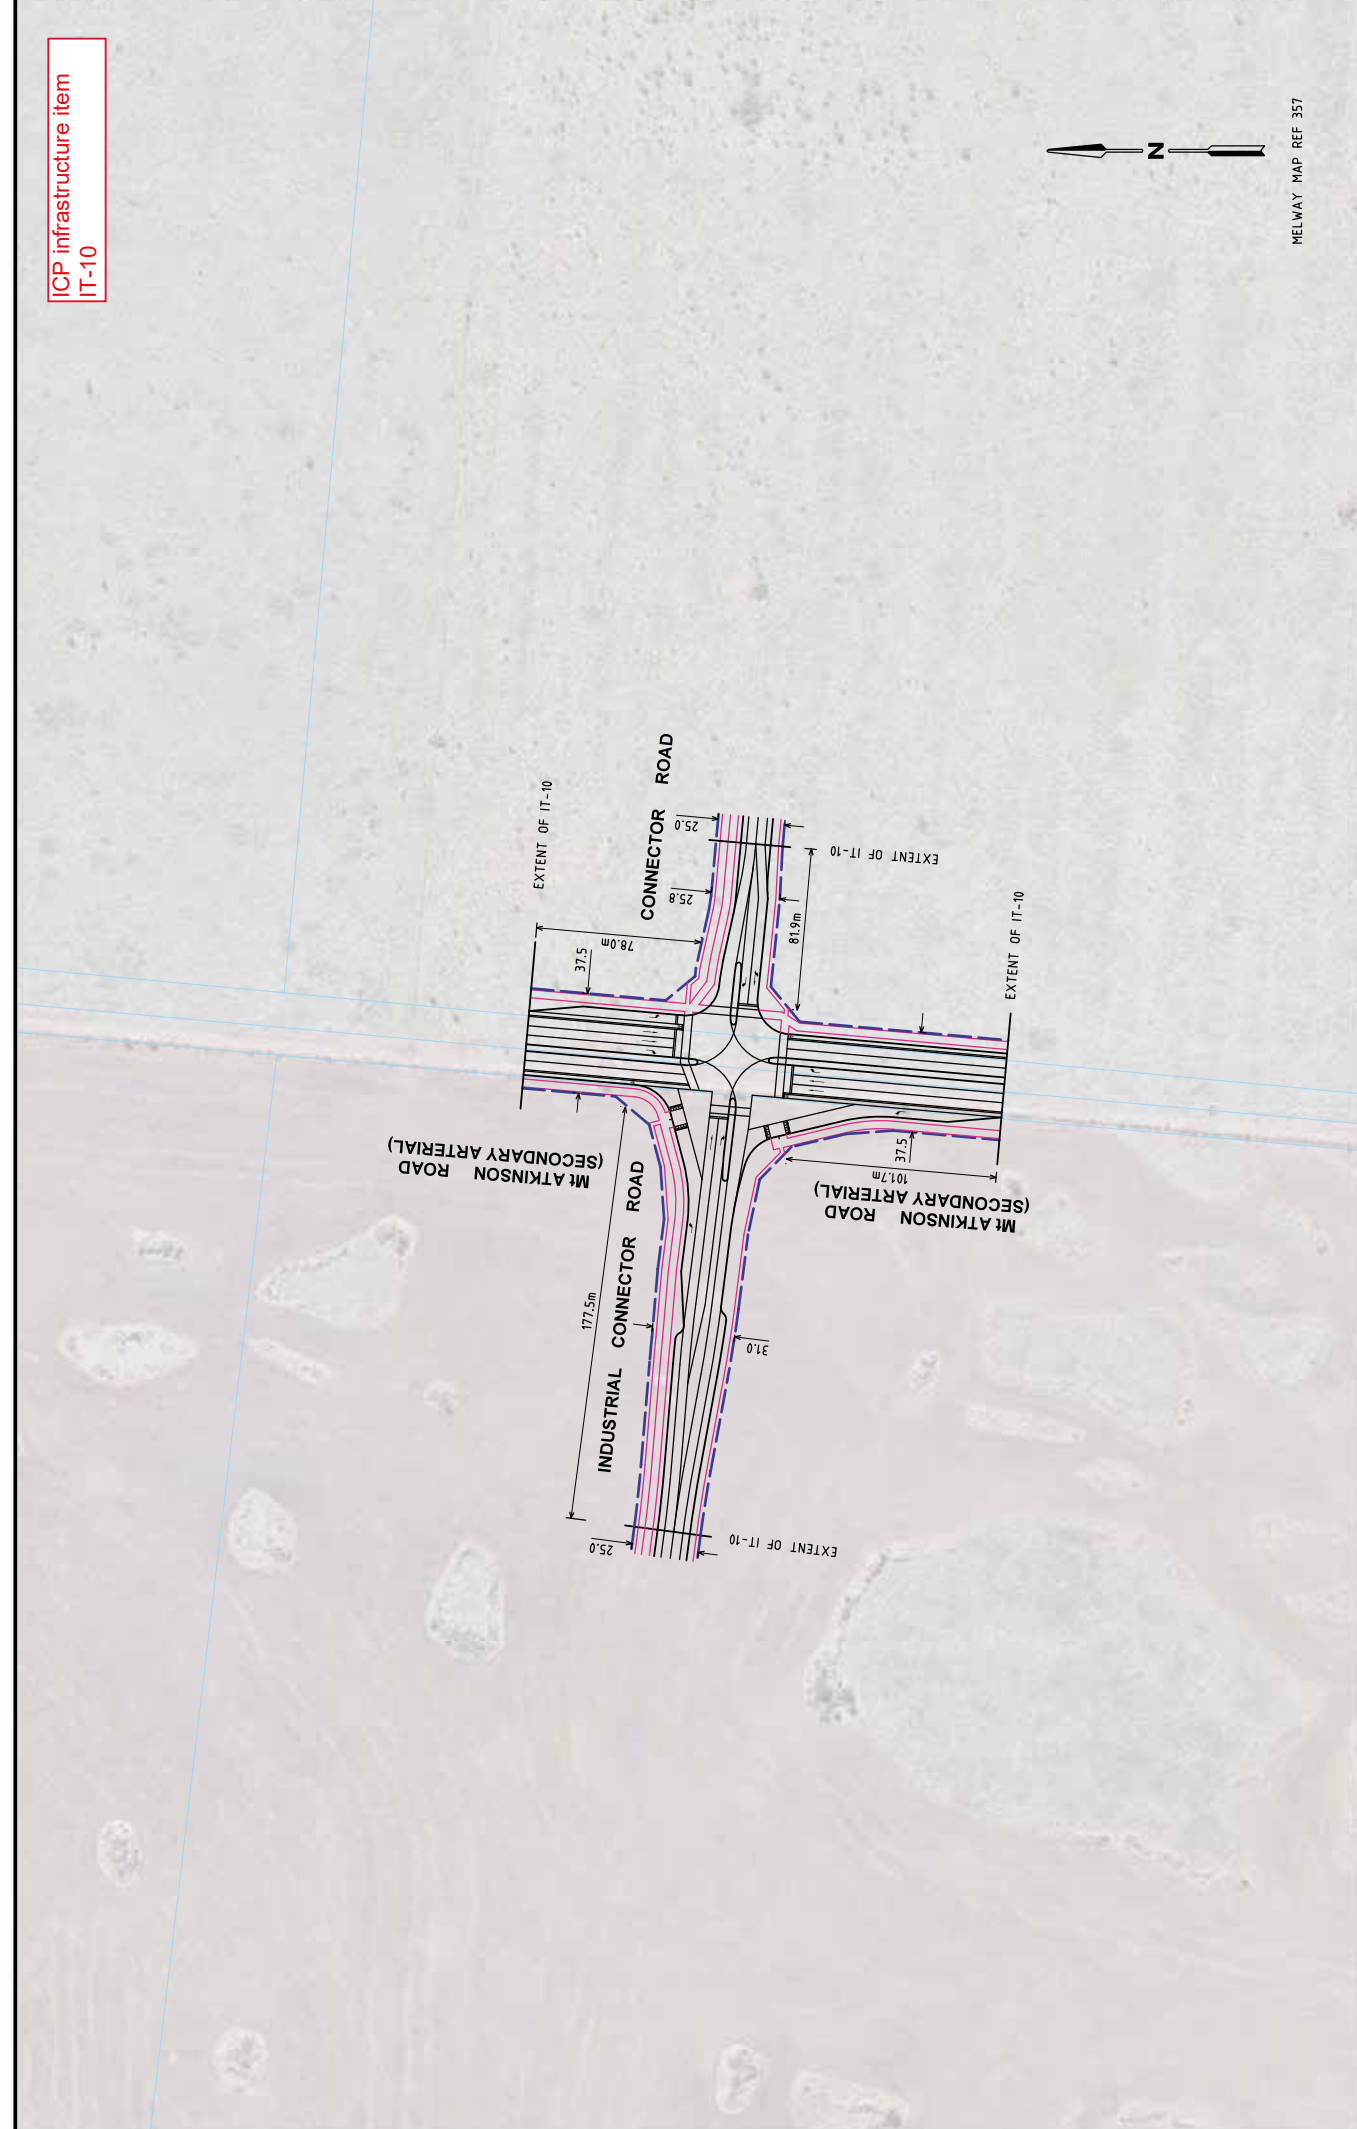 ICP infrastructure item
IT-10
N
MELWAY MAP REF 357
EXTENT OF IT-10
CONNECTOR ROAD
25.0
25.8
EXTENT OF IT-10
81.9m
78.0m
37.5
EXTENT OF IT-10
Mt ATKINSON ROAD
(SECONDARY ARTERIAL)
INDUSTRIAL CONNECTOR ROAD
177.5m
37.5
101.7m
Mt ATKINSON ROAD
(SECONDARY ARTERIAL)
31.0
25.0
EXTENT OF IT-10